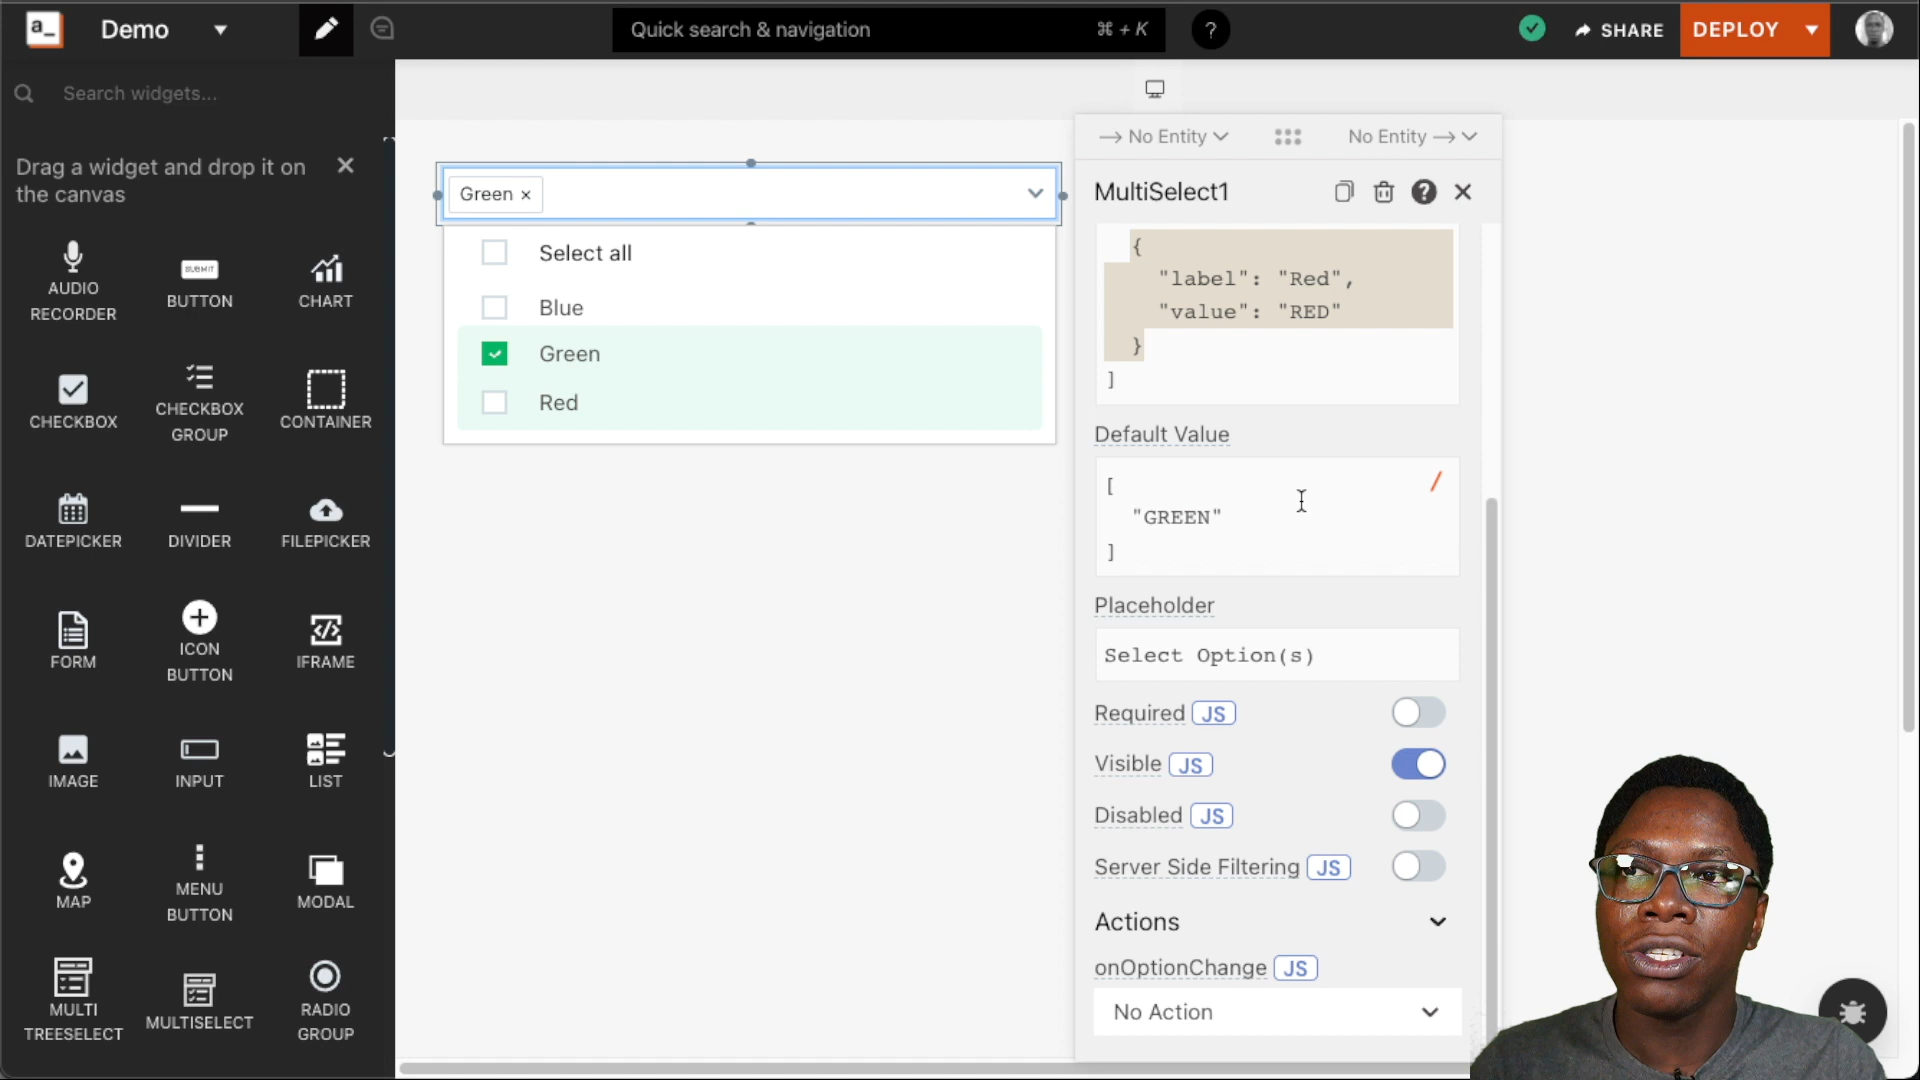 a_
Demo
Quick search & navigation
⌘ + K
?
SHARE
DEPLOY
Search widgets...
Drag a widget and drop it on
the canvas
AUDIO
RECORDER
SUBMIT
BUTTON
CHART
CHECKBOX
CHECKBOX
GROUP
CONTAINER
DATEPICKER
DIVIDER
FILEPICKER
FORM
ICON
BUTTON
IFRAME
IMAGE
INPUT
LIST
MAP
MENU
BUTTON
MODAL
MULTI
TREESELECT
MULTISELECT
RADIO
GROUP
Green ×
Select all
Blue
Green
Red
→ No Entity
No Entity →
MultiSelect1
?
{
"label": "Red",
"value": "RED"
}
]
Default Value
[
"GREEN"
]
/
Placeholder
Select Option(s)
Required JS
Visible JS
Disabled JS
Server Side Filtering JS
Actions
onOptionChange JS
No Action